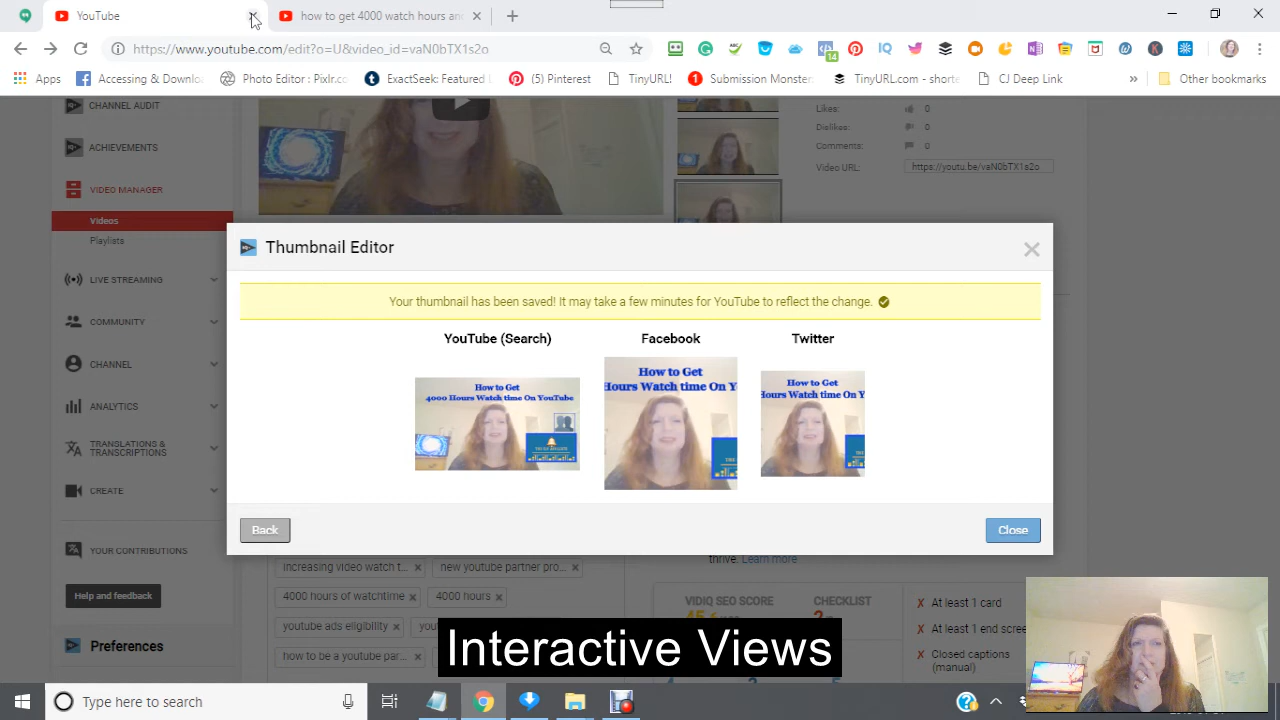 YouTube
how to get 4000 watch hours an
https://www.youtube.com/edit?o=U&video_id=vaN0bTX1s2o
14
Apps
Accessing & Downlo
Photo Editor : Pixlr.co
ExactSeek: Featured
(5) Pinterest
TinyURL!
Submission Monster
TinyURL.com - shorte
CJ Deep Link
»
Other bookmarks
CHANNEL AUDIT
ACHIEVEMENTS
VIDEO MANAGER
Videos
Playlists
LIVE STREAMING
COMMUNITY
CHANNEL
ANALYTICS
TRANSLATIONS &
TRANSCRIPTIONS
CREATE
YOUR CONTRIBUTIONS
Help and feedback
Preferences
Likes: 0
Dislikes: 0
Comments: 0
Video URL: https://youtu.be/vaN0bTX1s2o
Thumbnail Editor
Your thumbnail has been saved! It may take a few minutes for YouTube to reflect the change.
YouTube (Search)
Facebook
Twitter
How to Get
4000 Hours Watch time On YouTube
How to Get
Hours Watch time On Y
How to Get
Hours Watch time On Y
Back
Close
thrive. Learn more
increasing video watch t...
new youtube partner pro...
4000 hours of watchtime
4000 hours
youtube ads eligibility
how to be a youtube par
VIDIQ SEO SCORE
CHECKLIST
At least 1 card
At least 1 end scree
Closed captions
(manual)
Interactive Views
Type here to search